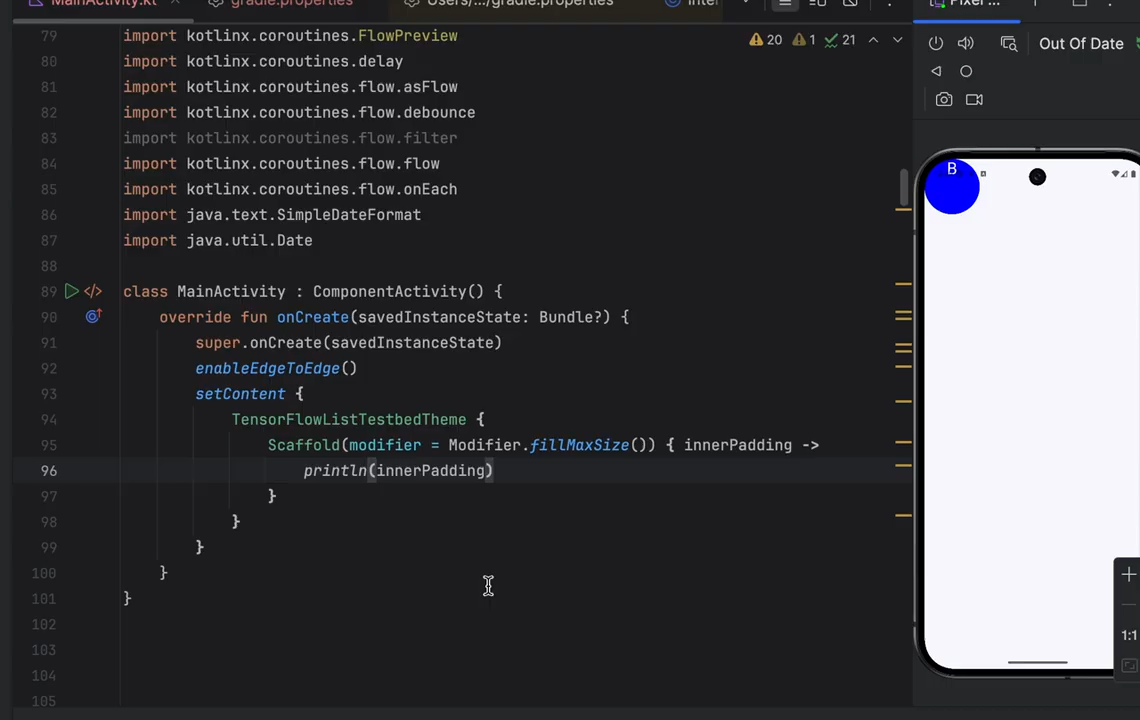 MainActivity.kt
gradle.properties
Users/.../gradle.properties
Inter
Pixel ...
79 import kotlinx.coroutines.FlowPreview
80 import kotlinx.coroutines.delay
81 import kotlinx.coroutines.flow.asFlow
82 import kotlinx.coroutines.flow.debounce
83 import kotlinx.coroutines.flow.filter
84 import kotlinx.coroutines.flow.flow
85 import kotlinx.coroutines.flow.onEach
86 import java.text.SimpleDateFormat
87 import java.util.Date
88
89 class MainActivity : ComponentActivity() {
90 override fun onCreate(savedInstanceState: Bundle?) {
91 super.onCreate(savedInstanceState)
92 enableEdgeToEdge()
93 setContent {
94 TensorFlowListTestbedTheme {
95 Scaffold(modifier = Modifier.fillMaxSize()) { innerPadding ->
96 println(innerPadding)
97 }
98 }
99 }
100 }
101 }
102
103
104
105
20 1 21
Out Of Date
B
1:1